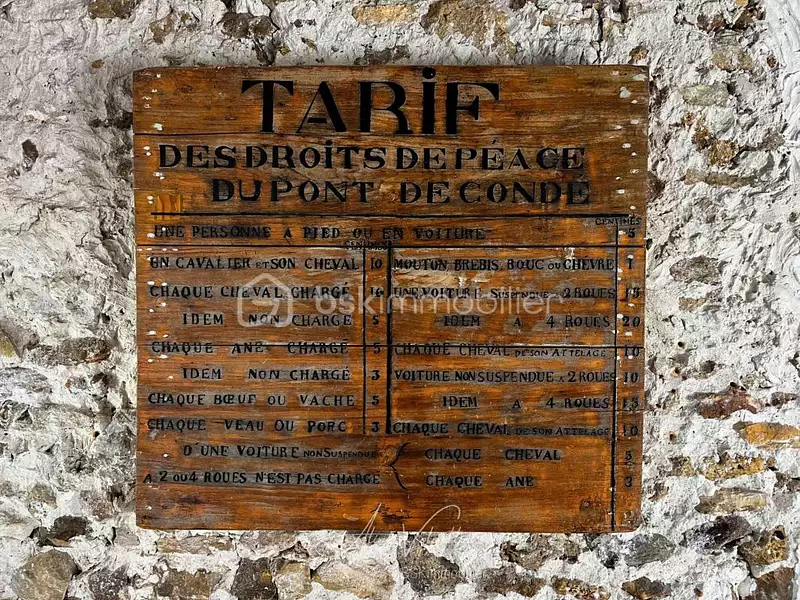 TARIF
DES DROITS DE PÉAGE
DU PONT DE CONDE
CENTIMES
UNE PERSONNE A PIED OU EN VOITURE 5
CENTIMES
UN CAVALIER ET SON CHEVAL 10
CHAQUE CHEVAL CHARGÉ 10
IDEM NON CHARGÉ 5
CHAQUE ANE CHARGÉ 5
IDEM NON CHARGÉ 3
CHAQUE BŒUF OU VACHE 5
CHAQUE VEAU OU PORC 3
MOUTON, BREBIS, BOUC OU CHEVRE 1
UNE VOITURE SUSPENDUE A 2 ROUES 15
IDEM A 4 ROUES 20
CHAQUE CHEVAL DE SON ATTELAGE 10
VOITURE NON SUSPENDUE A 2 ROUES 10
IDEM A 4 ROUES 15
CHAQUE CHEVAL DE SON ATTELAGE 10
D'UNE VOITURE NON SUSPENDUE
A 2 OU 4 ROUES N'EST PAS CHARGÉ
CHAQUE CHEVAL 5
CHAQUE ANE 3
oskimmobilier